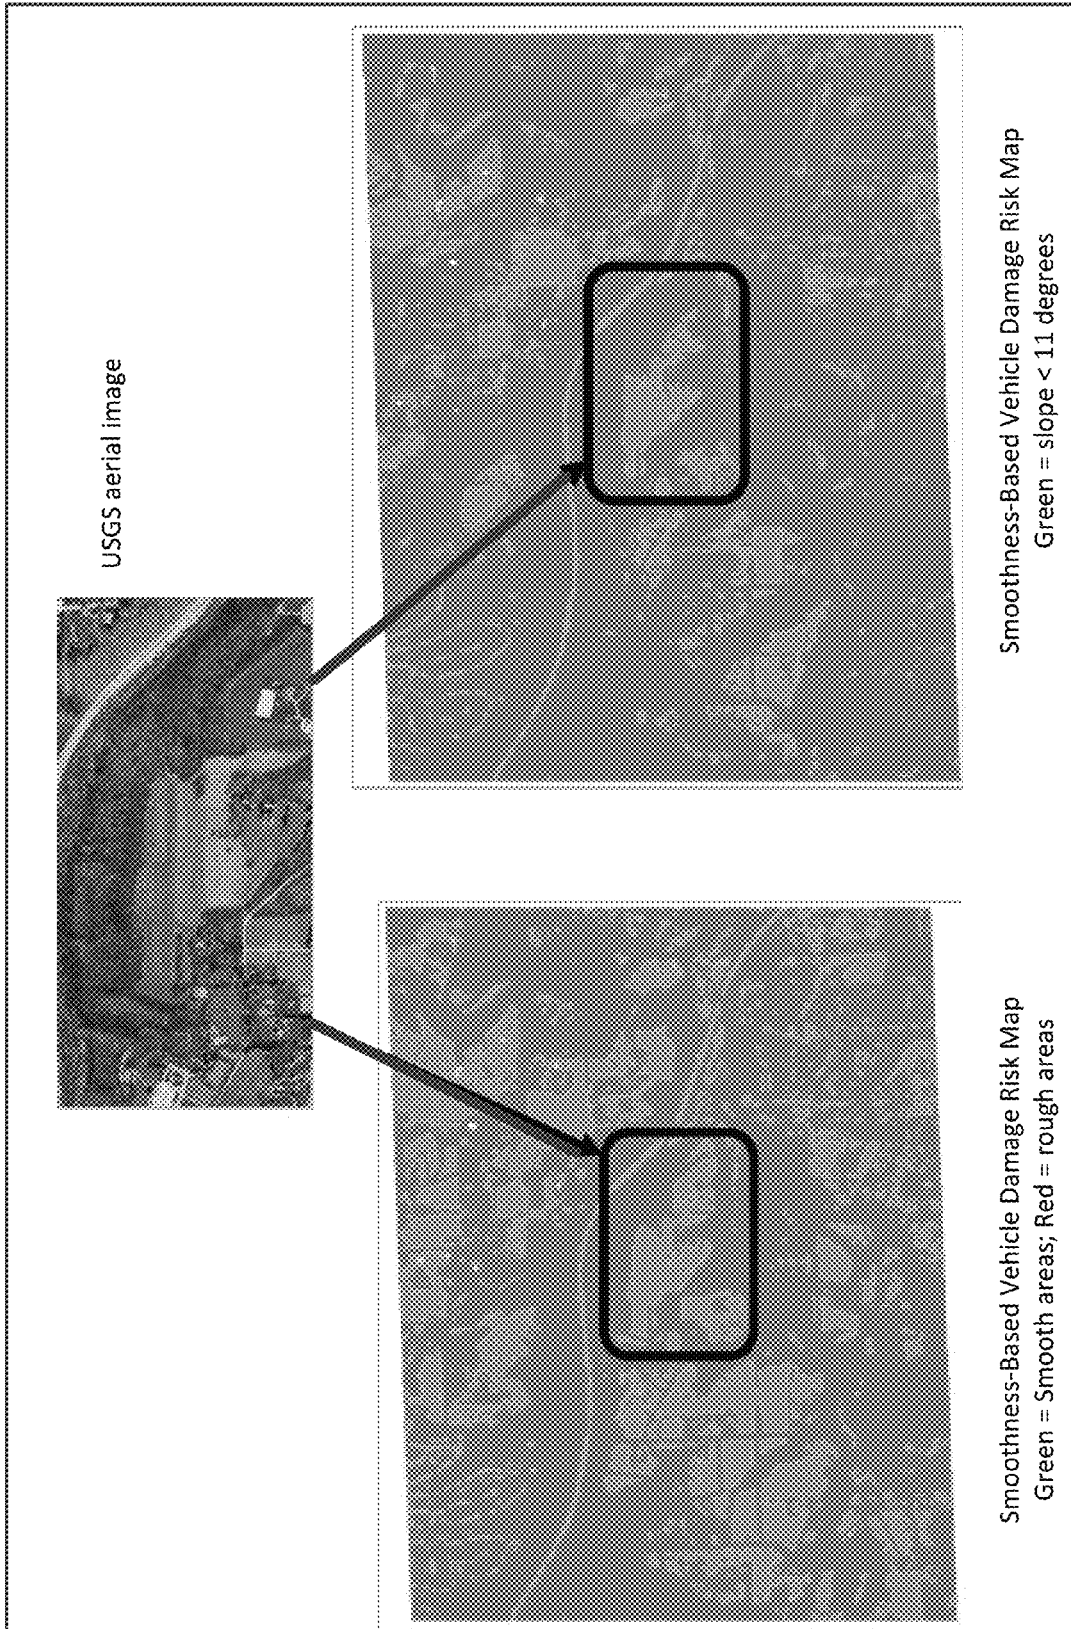 USGS aerial image
Smoothness-Based Vehicle Damage Risk Map
Green = Smooth areas; Red = rough areas
Smoothness-Based Vehicle Damage Risk Map
Green = slope < 11 degrees